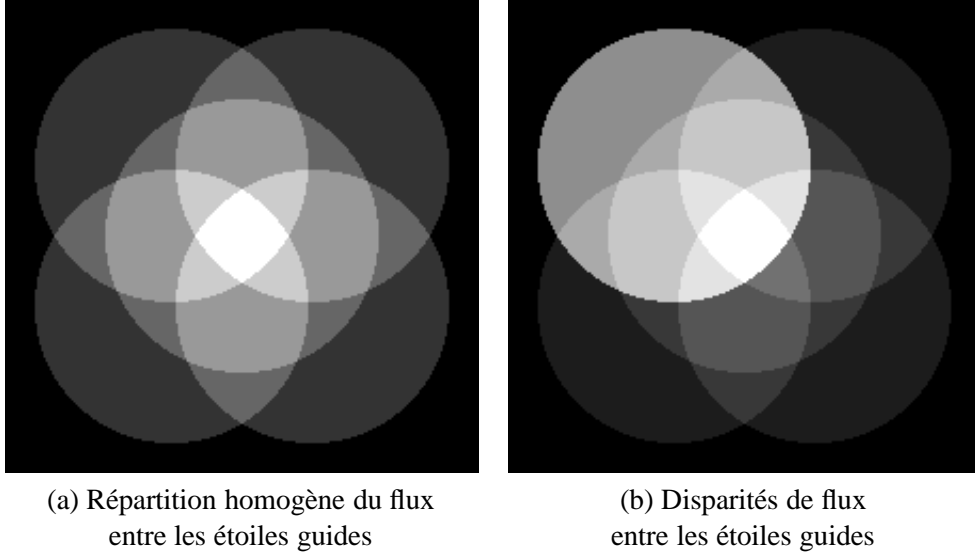 (a) Répartition homogène du flux
entre les étoiles guides
(b) Disparités de flux
entre les étoiles guides